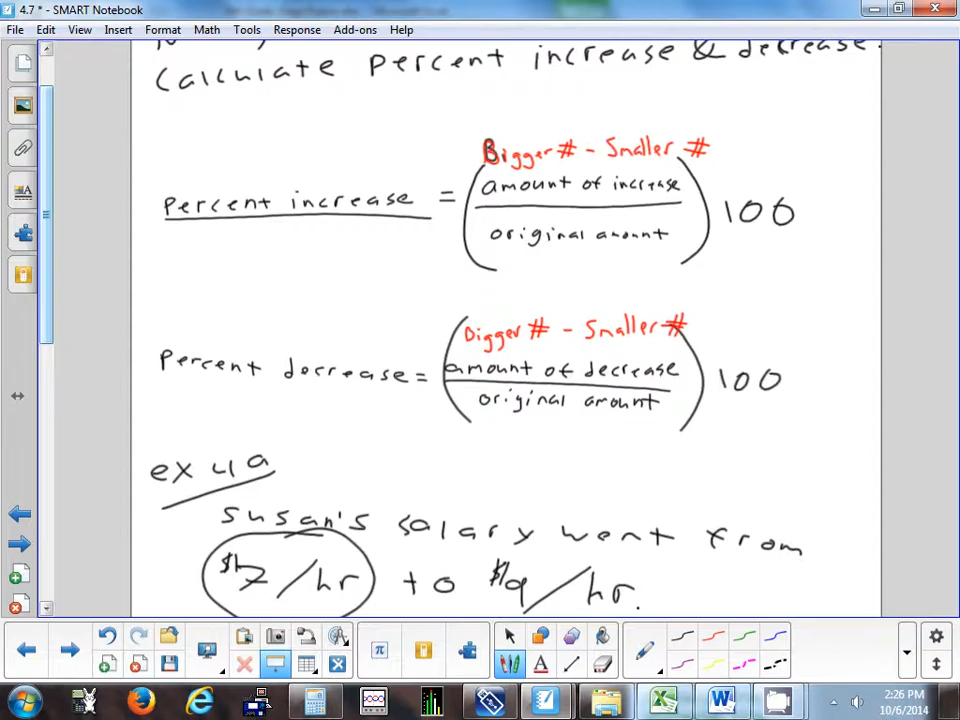 4.7 * - SMART Notebook
File Edit View Insert Format Math Tools Response Add-ons Help
Calculate percent increase & decrease.
Bigger # - Smaller #
percent increase = (amount of increase / original amount) 100
Bigger # - Smaller #
Percent decrease = (amount of decrease / original amount) 100
ex 4a
Susan's salary went from
$7/hr to $9/hr.
2:26 PM
10/6/2014